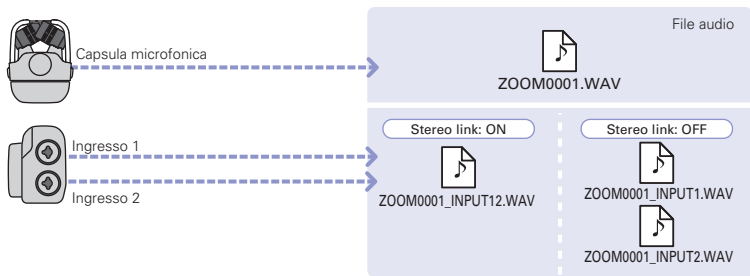 File audio
Capsula microfonica
ZOOM0001.WAV
Stereo link: ON
Stereo link: OFF
Ingresso 1
Ingresso 2
ZOOM0001_INPUT12.WAV
ZOOM0001_INPUT1.WAV
ZOOM0001_INPUT2.WAV